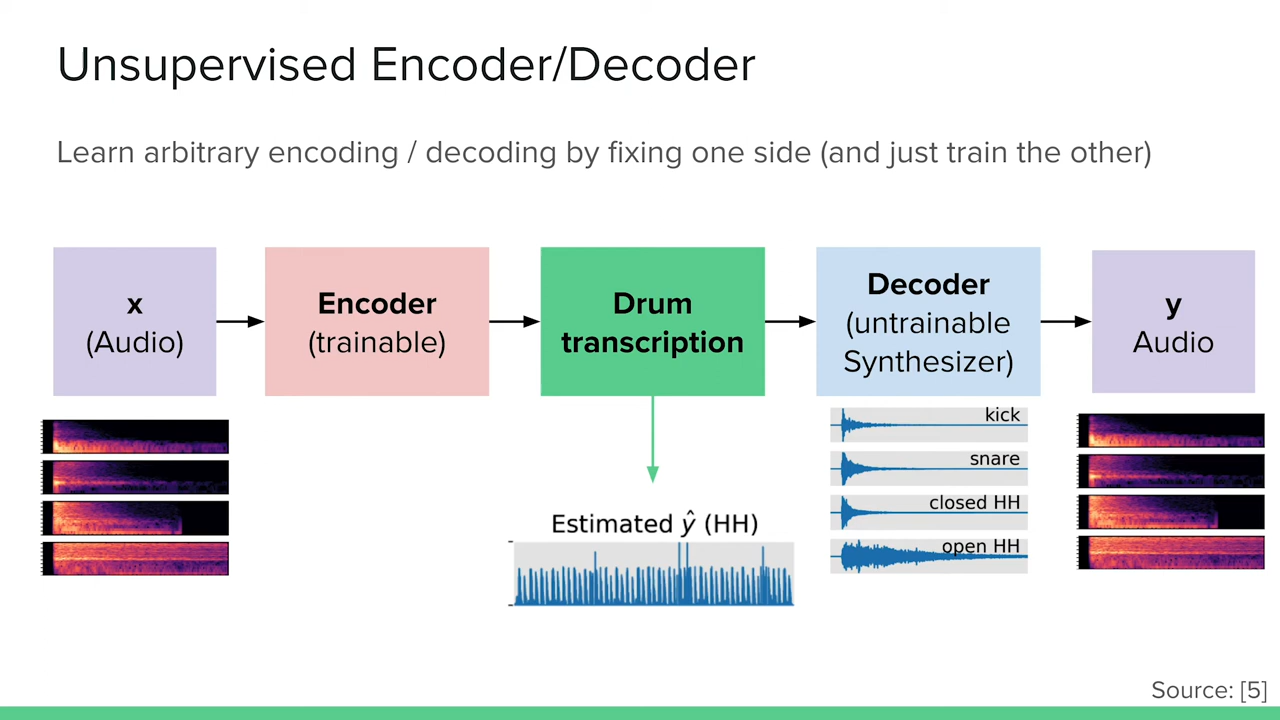 Unsupervised Encoder/Decoder
Learn arbitrary encoding / decoding by fixing one side (and just train the other)
x
(Audio)
Encoder
(trainable)
Drum
transcription
Decoder
(untrainable
Synthesizer)
y
Audio
kick
snare
closed HH
open HH
Estimated ŷ (HH)
Source: [5]